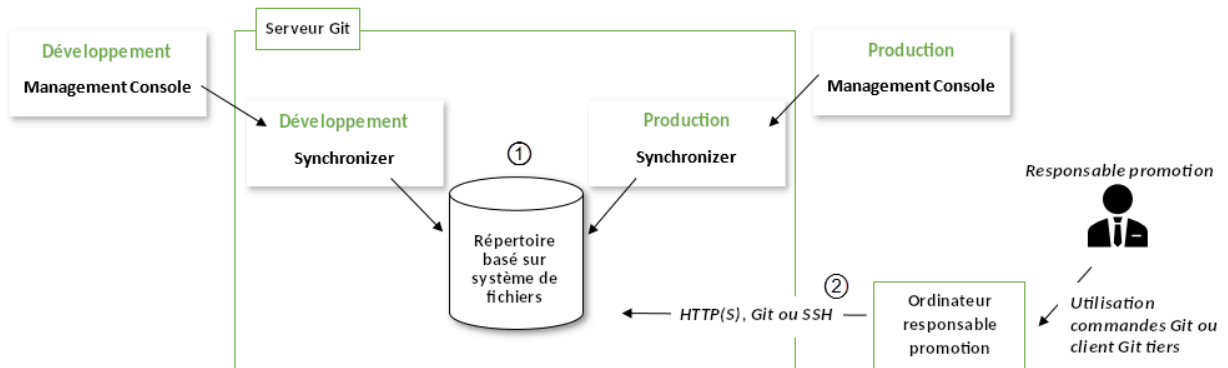 Serveur Git
Développement
Management Console
Production
Management Console
Développement
Synchronizer
Production
Synchronizer
1
Répertoire
basé sur
système de
fichiers
Responsable promotion
2
HTTP(S), Git ou SSH
Ordinateur
responsable
promotion
Utilisation
commandes Git ou
client Git tiers